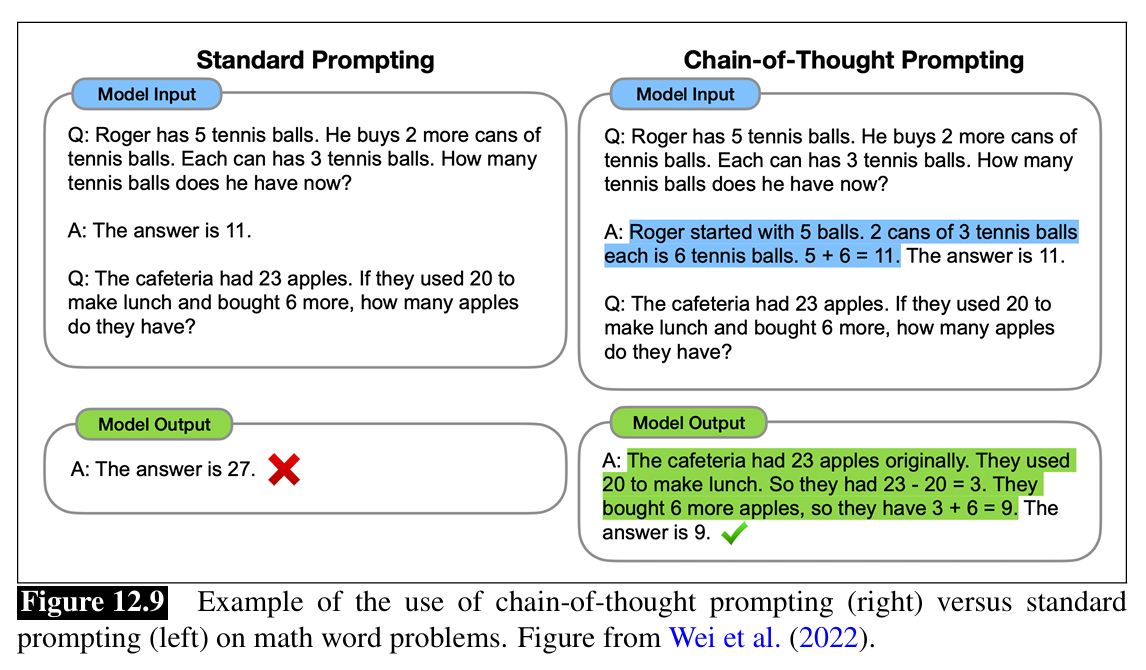 Standard Prompting
Model Input
Q: Roger has 5 tennis balls. He buys 2 more cans of
tennis balls. Each can has 3 tennis balls. How many
tennis balls does he have now?
A: The answer is 11.
Q: The cafeteria had 23 apples. If they used 20 to
make lunch and bought 6 more, how many apples
do they have?
Model Output
A: The answer is 27.
Chain-of-Thought Prompting
Model Input
Q: Roger has 5 tennis balls. He buys 2 more cans of
tennis balls. Each can has 3 tennis balls. How many
tennis balls does he have now?
A: Roger started with 5 balls. 2 cans of 3 tennis balls
each is 6 tennis balls. 5 + 6 = 11. The answer is 11.
Q: The cafeteria had 23 apples. If they used 20 to
make lunch and bought 6 more, how many apples
do they have?
Model Output
A: The cafeteria had 23 apples originally. They used
20 to make lunch. So they had 23 - 20 = 3. They
bought 6 more apples, so they have 3 + 6 = 9. The
answer is 9.
Figure 12.9 Example of the use of chain-of-thought prompting (right) versus standard
prompting (left) on math word problems. Figure from Wei et al. (2022).